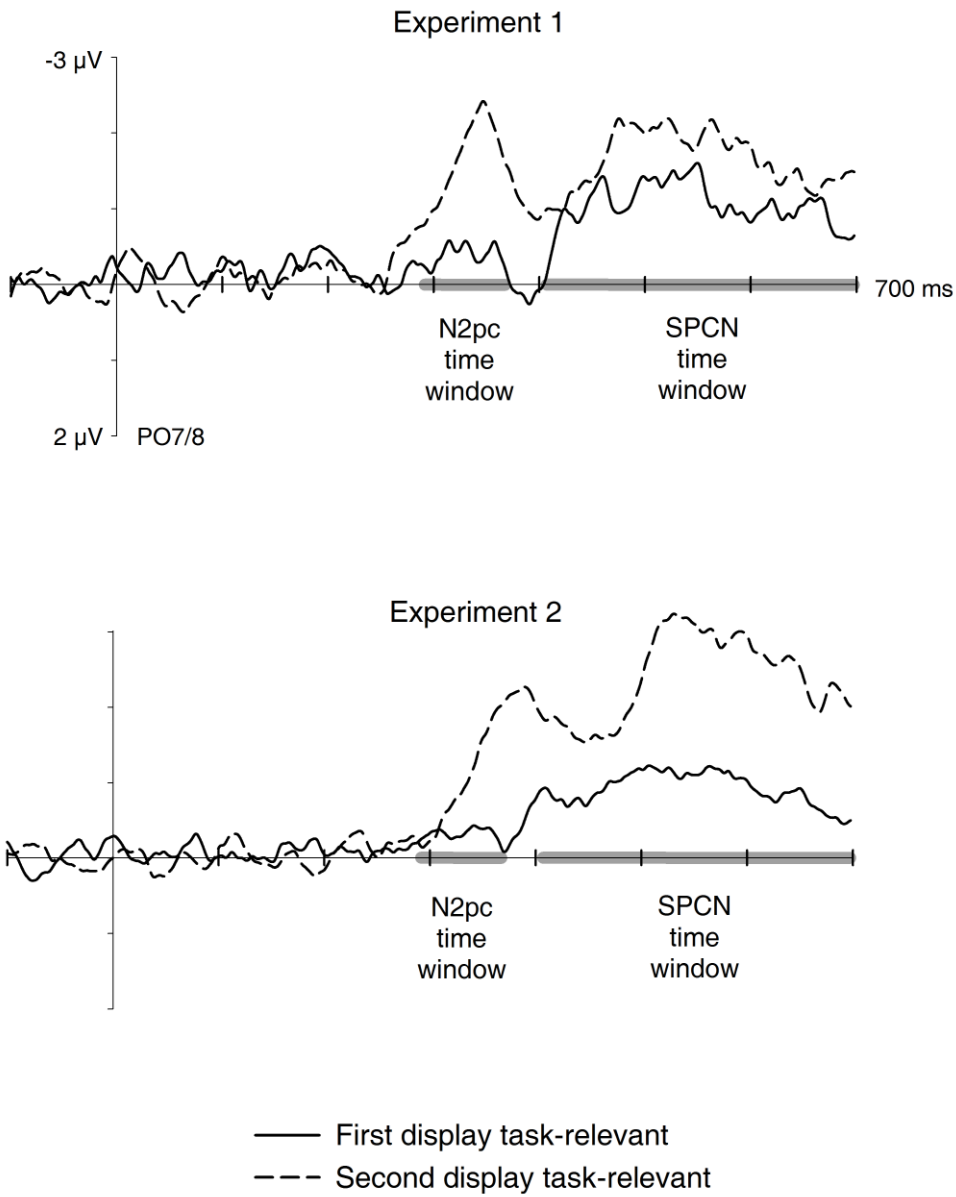 Experiment 1
-3 µV
700 ms
N2pc
time
window
SPCN
time
window
2 µV
PO7/8
Experiment 2
N2pc
time
window
SPCN
time
window
First display task-relevant
Second display task-relevant